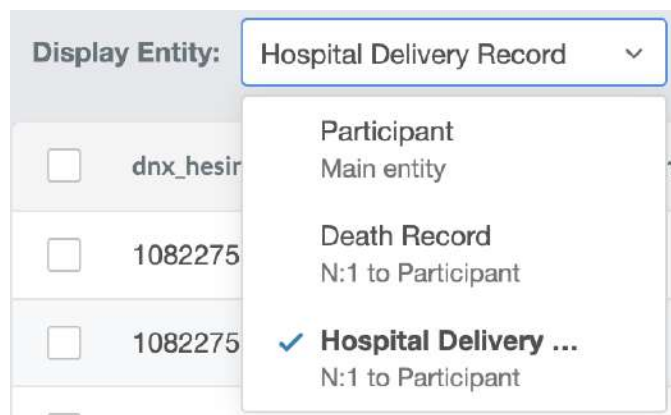 Display Entity: Hospital Delivery Record
Participant
dnx_hesin
Main entity
Death Record
1082275
N:1 to Participant
1082275 Hospital Delivery ...
N:1 to Participant